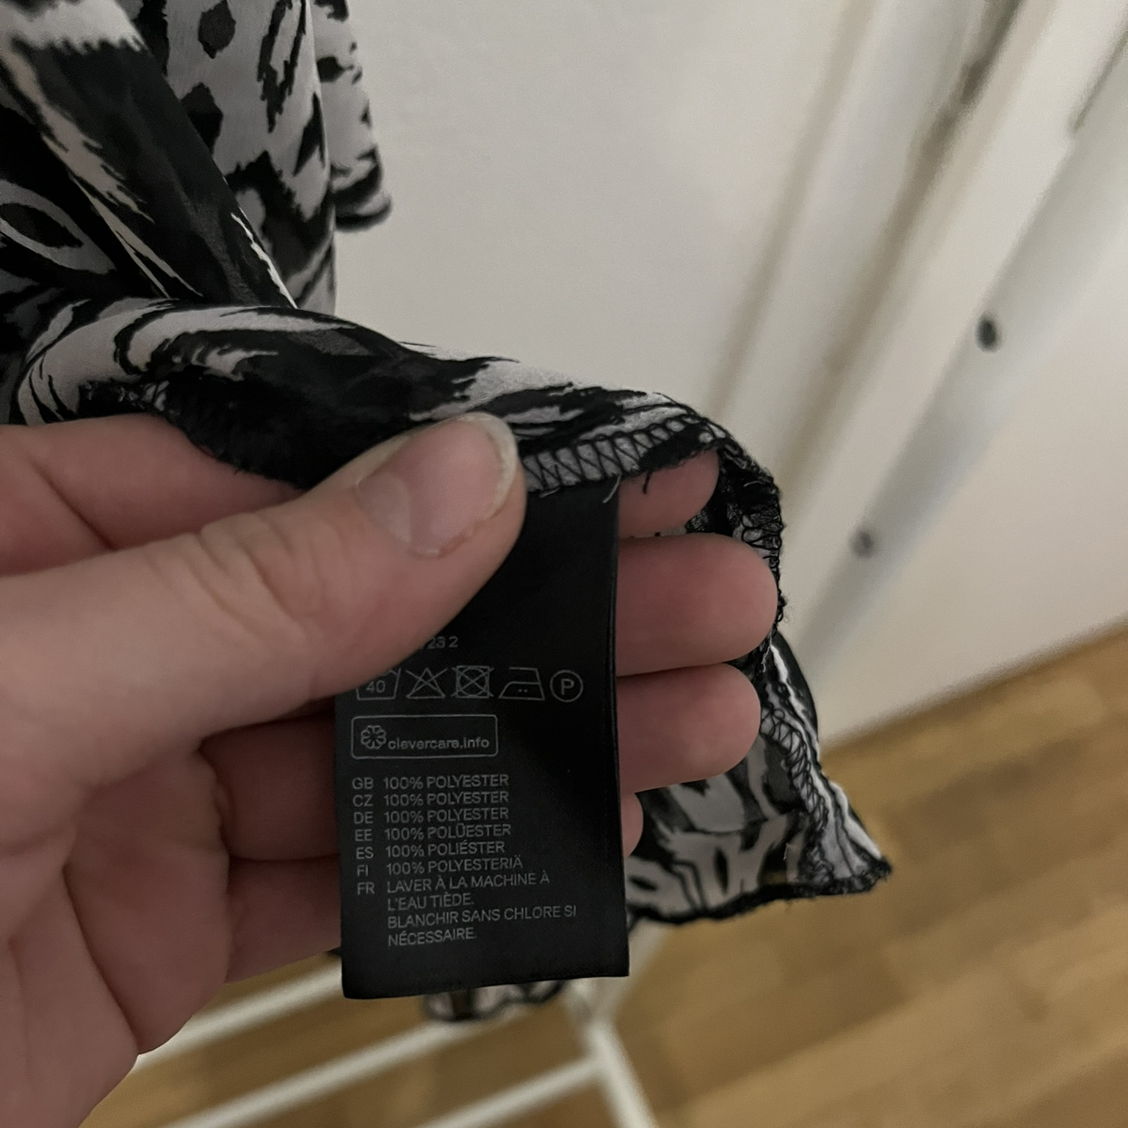 23 2
40 P
clevercare.info
GB 100% POLYESTER
CZ 100% POLYESTER
DE 100% POLYESTER
EE 100% POLÜESTER
ES 100% POLIÉSTER
FI 100% POLYESTERIÄ
FR LAVER À LA MACHINE À
L'EAU TIÈDE.
BLANCHIR SANS CHLORE SI
NÉCESSAIRE.